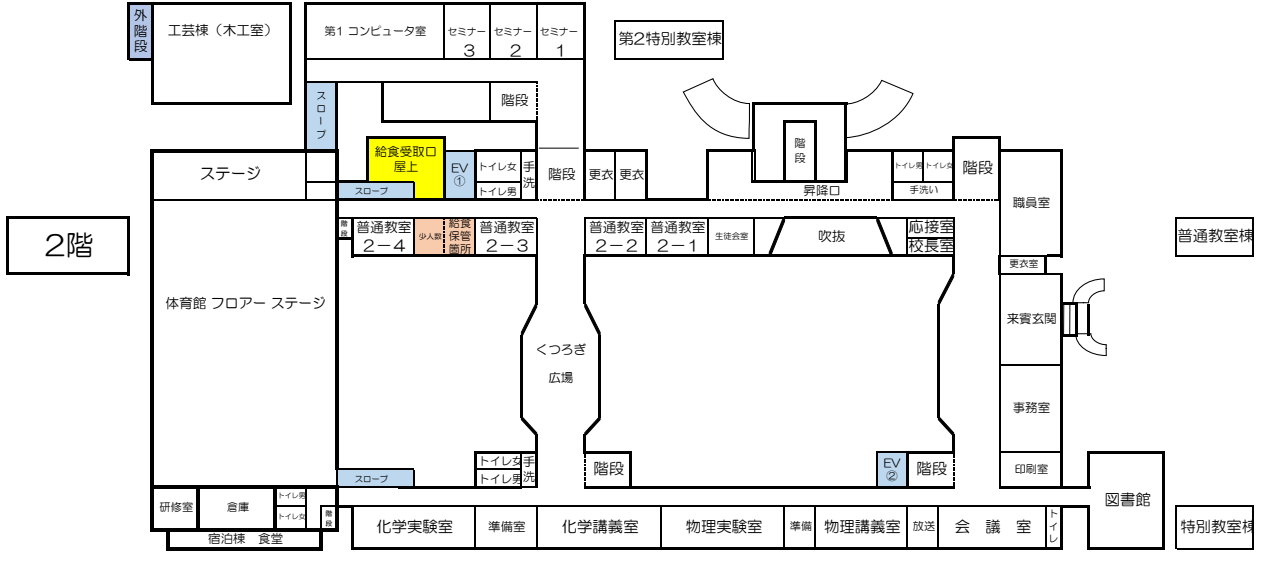 外階段
工芸棟（木工室）
第1 コンピュータ室
セミナー
3
セミナー
2
セミナー
1
第2特別教室棟
スロープ
階段
階段
給食受取口
屋上
EV
①
トイレ女
トイレ男
手洗
階段
更衣
更衣
昇降口
トイレ男
トイレ女
手洗い
階段
職員室
ステージ
スロープ
2階
階段
普通教室
2－4
少人数
給食
保管
箇所
普通教室
2－3
普通教室
2－2
普通教室
2－1
生徒会室
吹抜
応接室
校長室
普通教室棟
更衣室
体育館 フロアー ステージ
来賓玄関
くつろぎ
広場
事務室
スロープ
トイレ女
トイレ男
手洗
階段
EV
②
階段
印刷室
研修室
倉庫
トイレ男
トイレ女
階段
宿泊棟 食堂
化学実験室
準備室
化学講義室
物理実験室
準備
物理講義室
放送
会 議 室
トイレ
図書館
特別教室棟